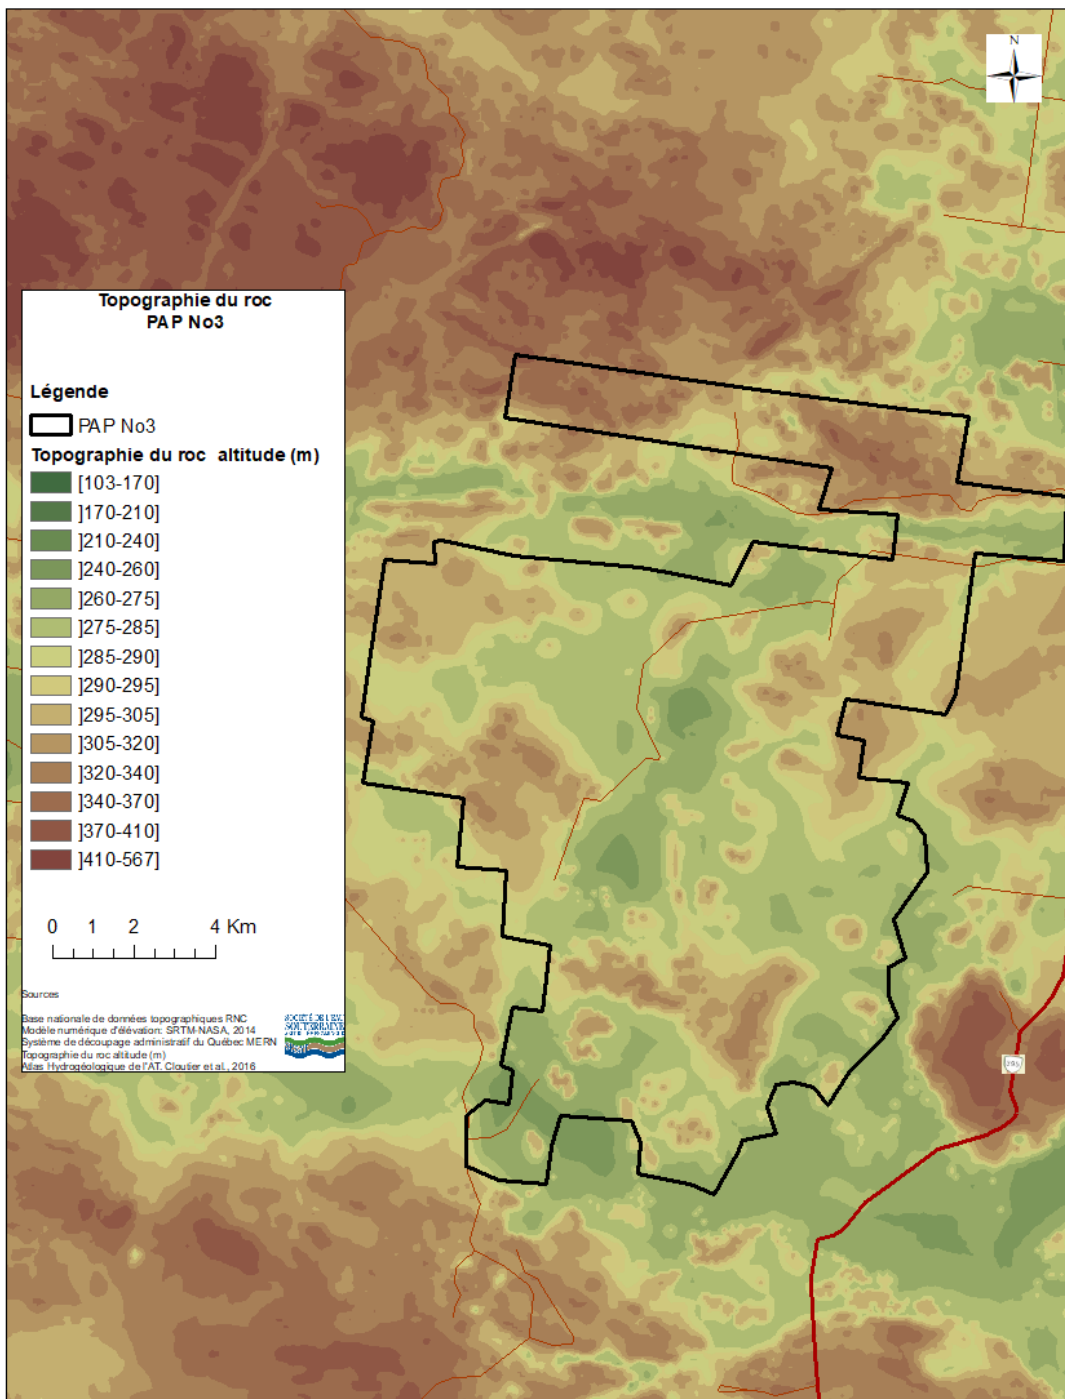 N
Topographie du roc
PAP No3
Légende
PAP No3
Topographie du roc altitude (m)
[103-170]
]170-210]
]210-240]
]240-260]
]260-275]
]275-285]
]285-290]
]290-295]
]295-305]
]305-320]
]320-340]
]340-370]
]370-410]
]410-567]
0 1 2 4 Km
Sources
Base nationale de données topographiques RNC
Modèle numérique d'élévation: SRTM-NASA, 2014
Système de découpage administratif du Québec MERN
Topographie du roc altitude (m)
Atlas Hydrogéologique de l'AT. Cloutier et al., 2016
SOCIÉTÉ DE L'EAU
SOUTERRAINE